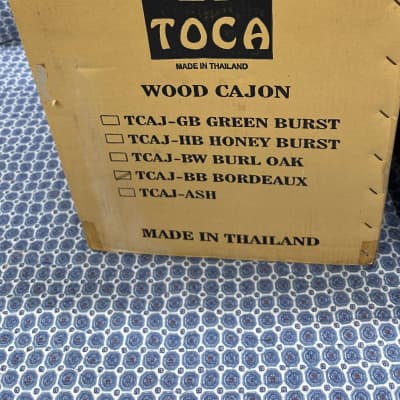 TOCA
MADE IN THAILAND
WOOD CAJON
TCAJ-GB GREEN BURST
TCAJ-HB HONEY BURST
TCAJ-BW BURL OAK
TCAJ-BB BORDEAUX
TCAJ-ASH
MADE IN THAILAND